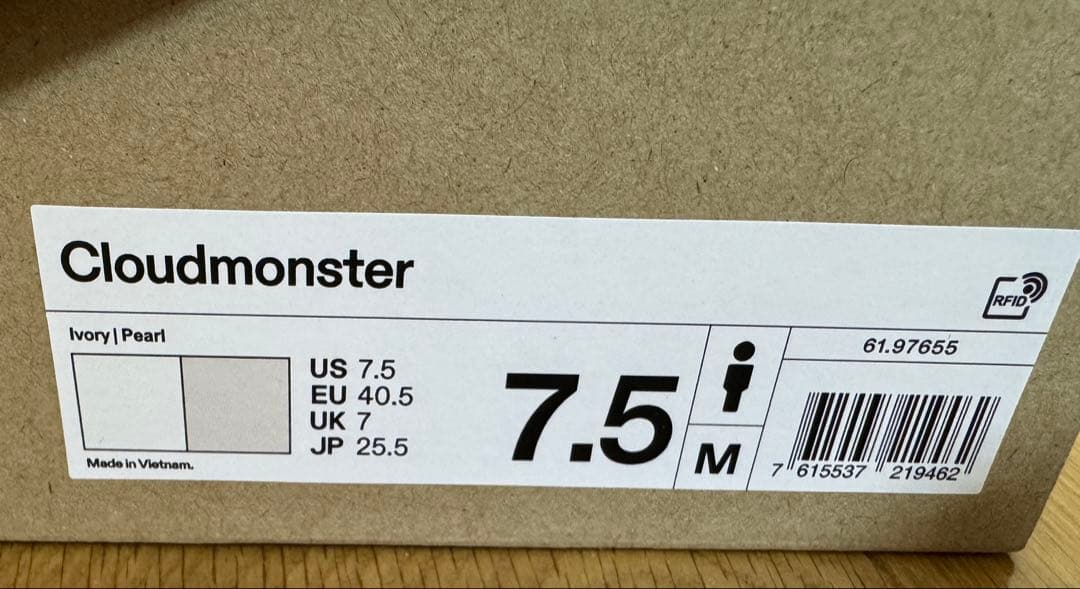 Cloudmonster
RFID
Ivory | Pearl
US 7.5
EU 40.5
UK 7
JP 25.5
Made in Vietnam.
7.5
M
61.97655
7 615537 219462